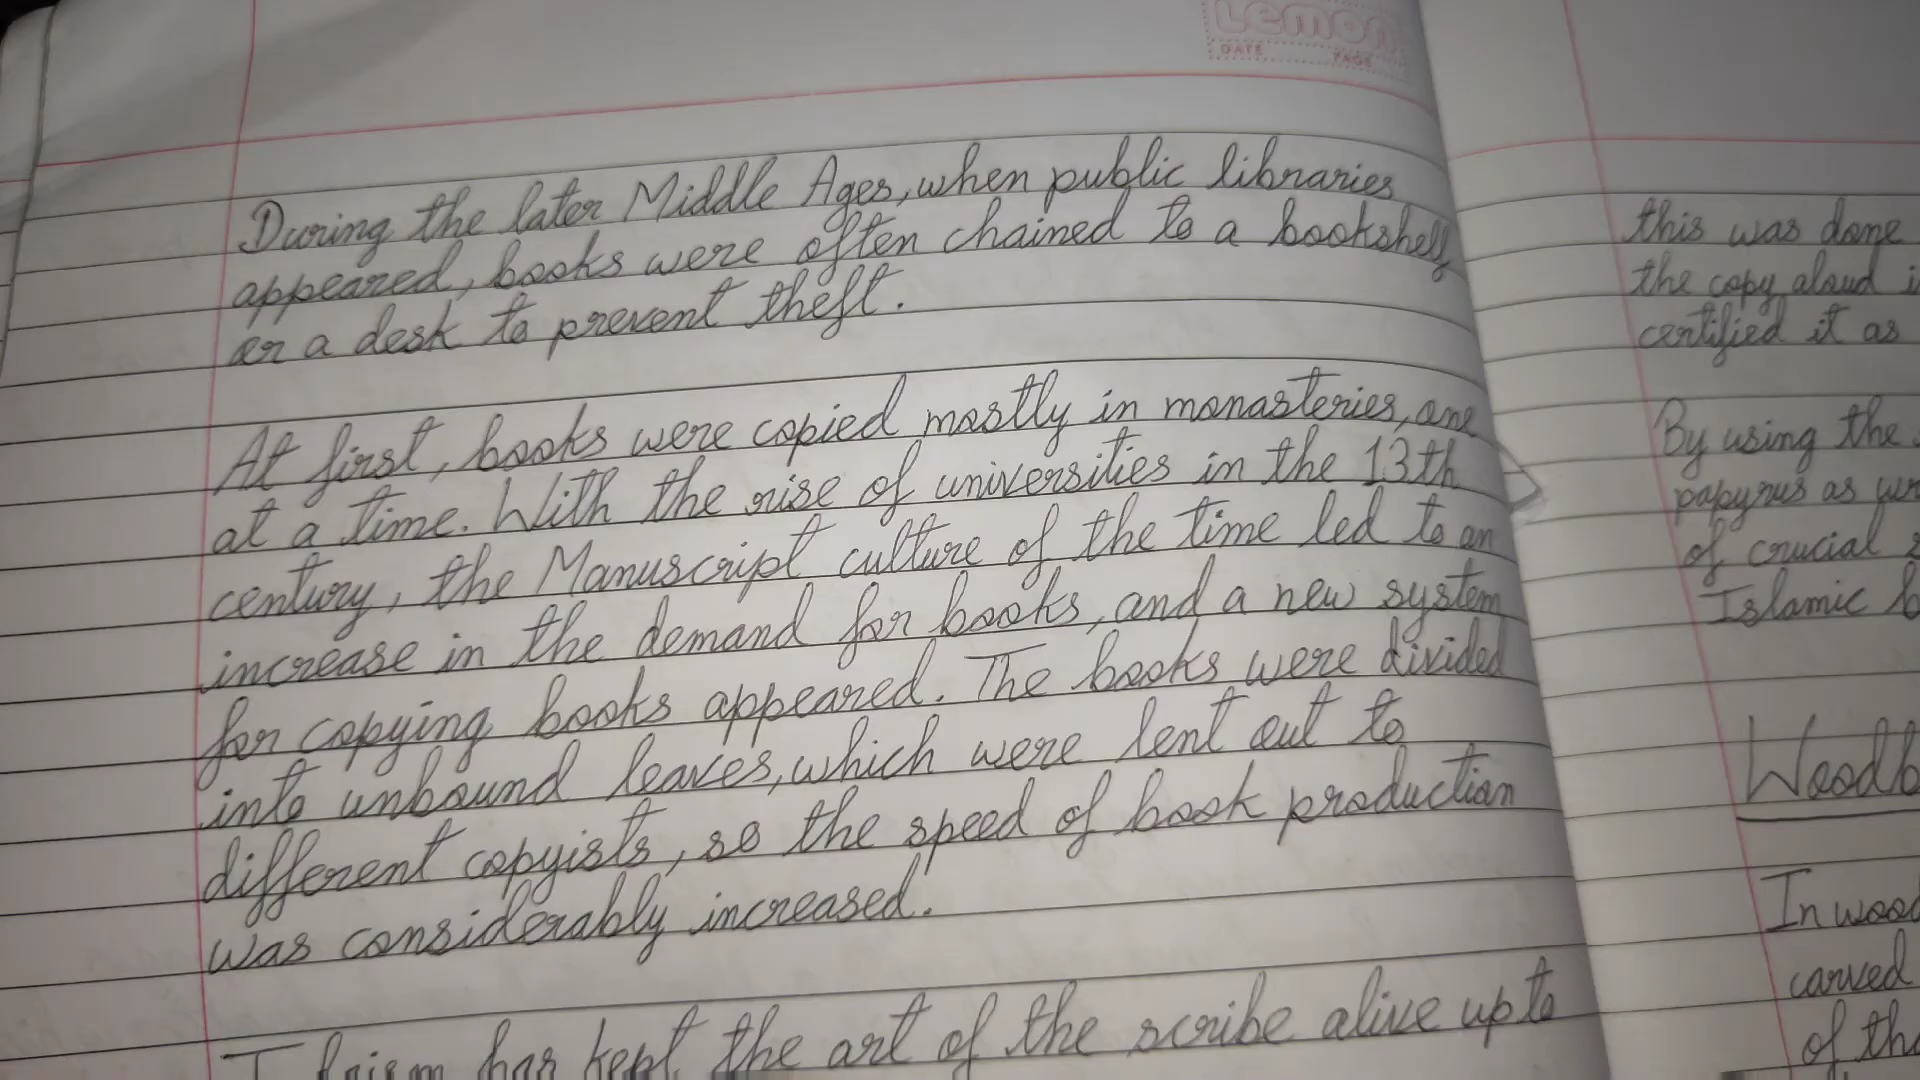 Lemon
DATE
PAGE
During the later Middle Ages, when public libraries
appeared, books were often chained to a bookshelf
or a desk to prevent theft.
At first, books were copied mostly in monasteries, one
at a time. With the rise of universities in the 13th
century, the Manuscript culture of the time led to an
increase in the demand for books, and a new system
for copying books appeared. The books were divided
into unbound leaves, which were lent out to
different copyists, so the speed of book production
was considerably increased.
has kept the art of the scribe alive up to
this was done
the copy aloud
certified it as
By using the
papyrus as
of crucial
Islamic
In
carved
of